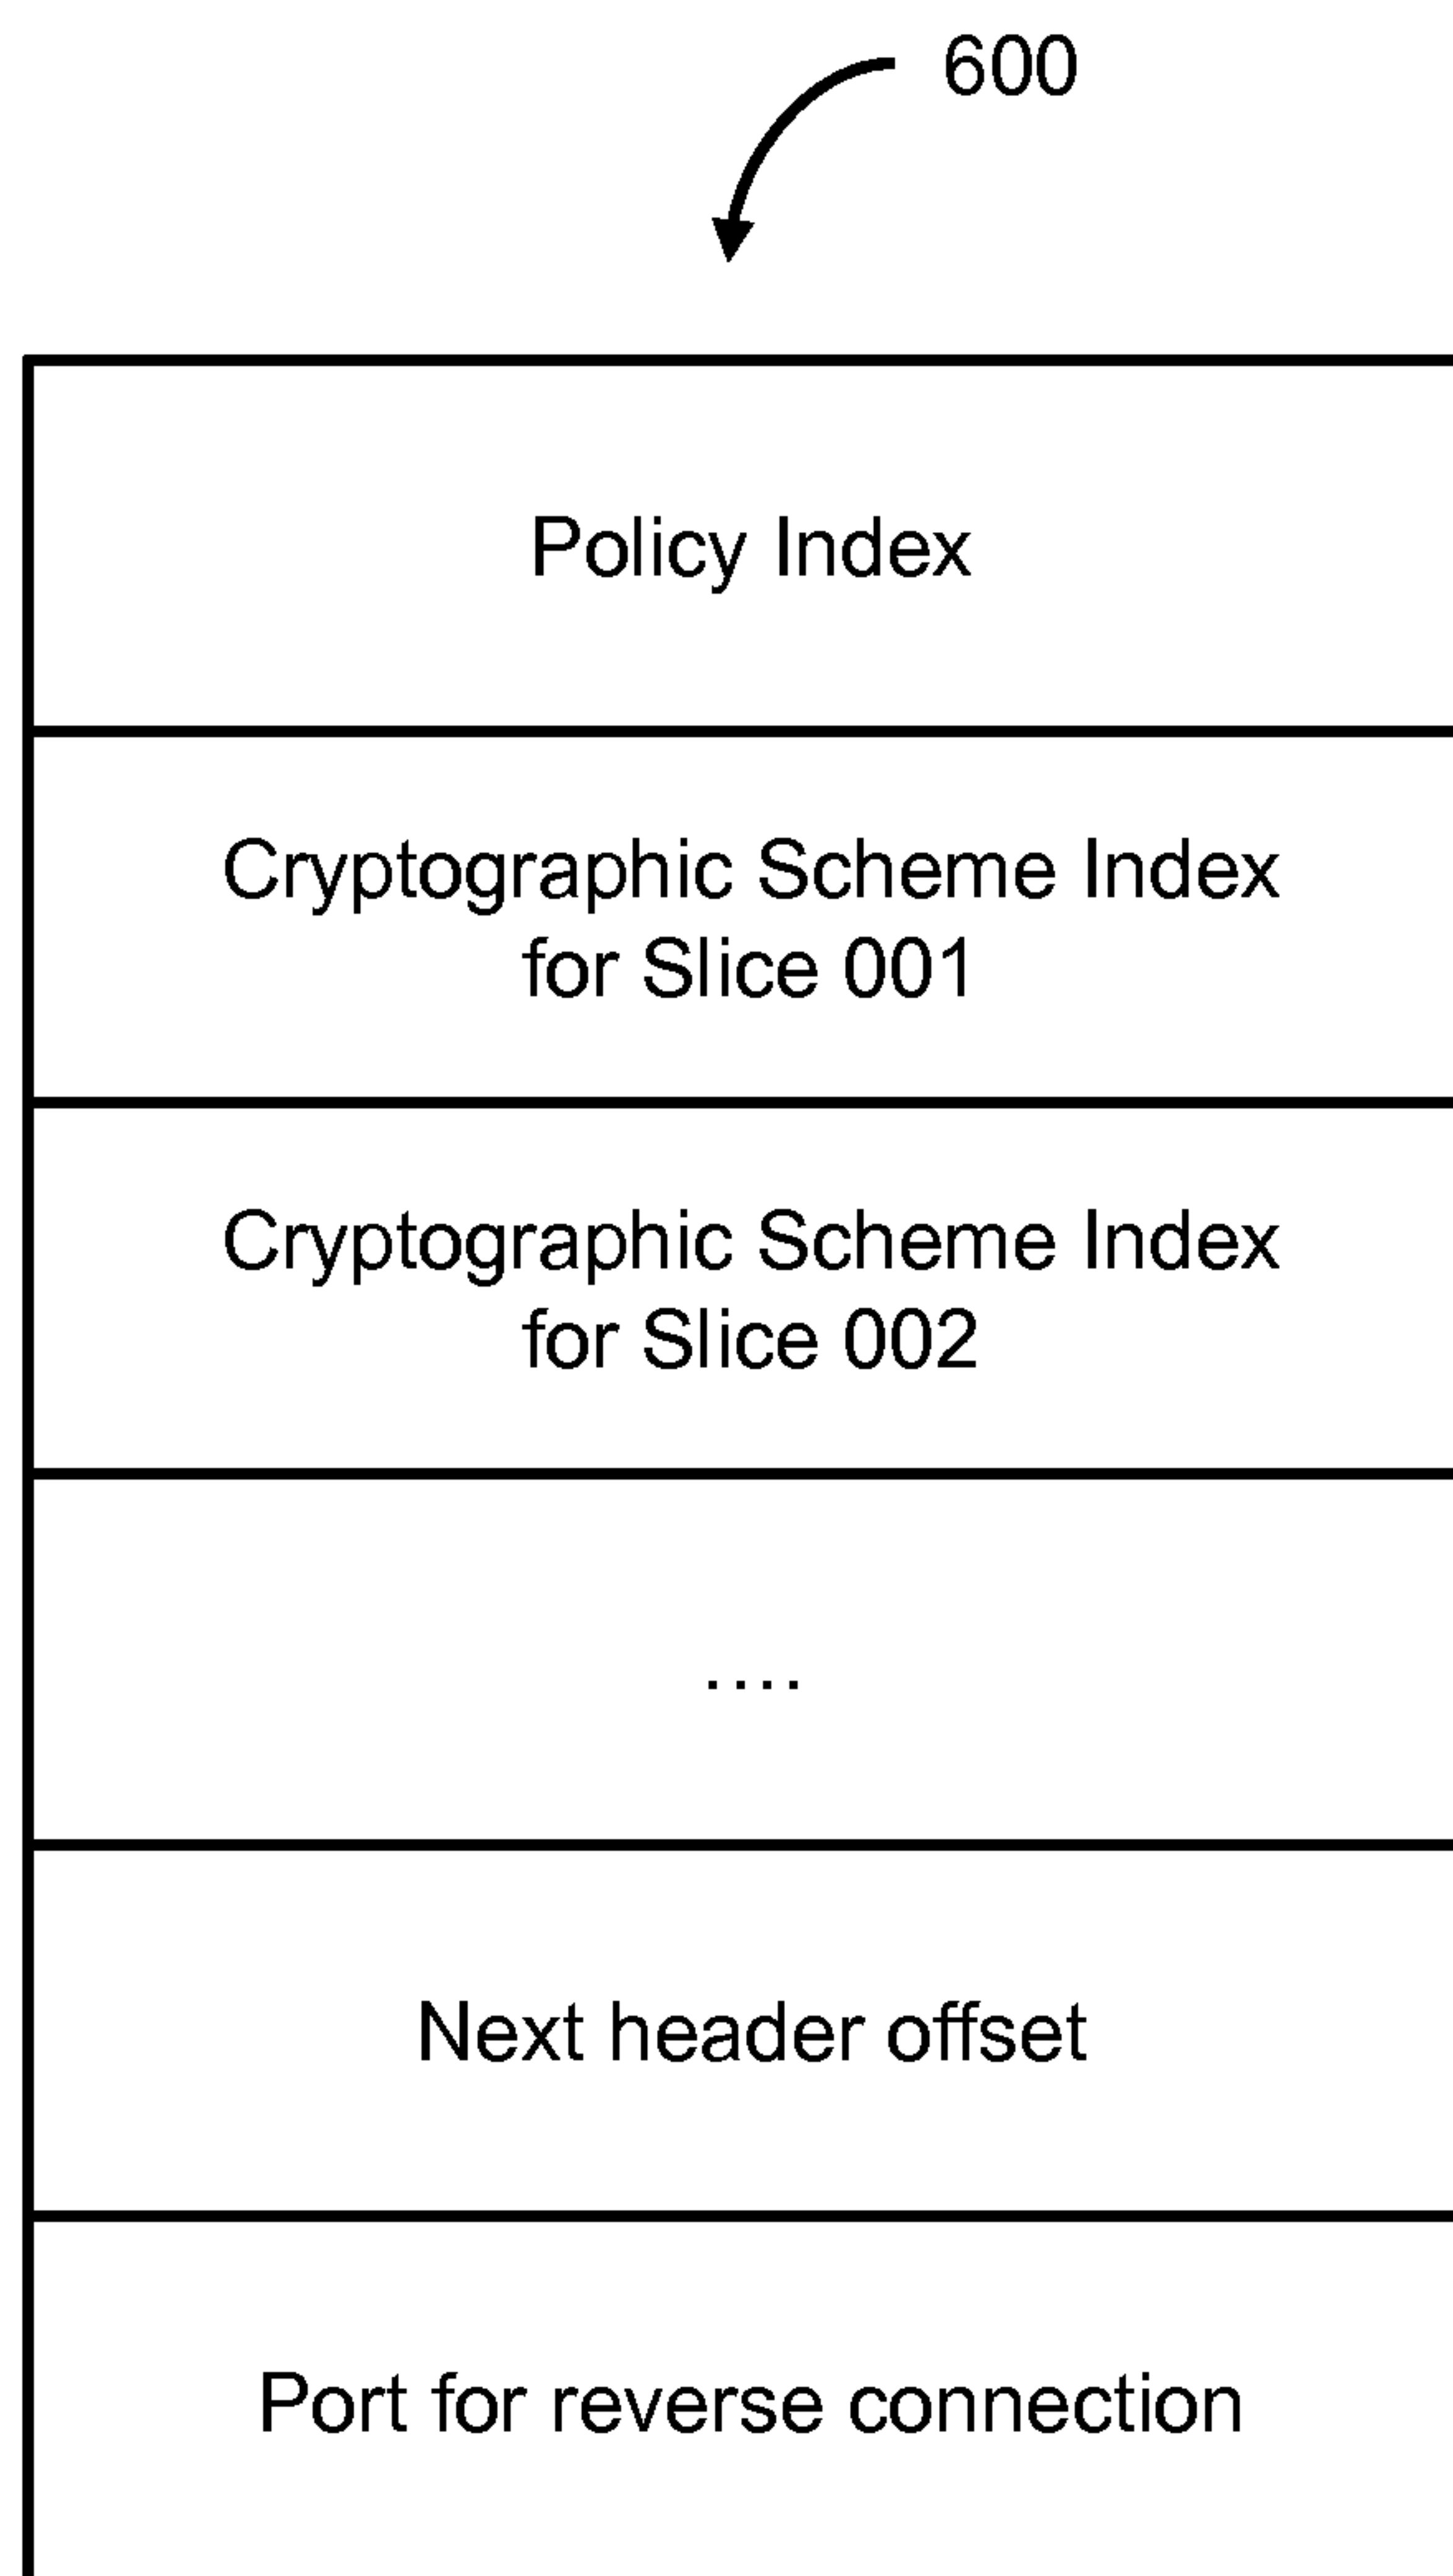 600
Policy Index
Cryptographic Scheme Index
for Slice 001
Cryptographic Scheme Index
for Slice 002
....
Next header offset
Port for reverse connection